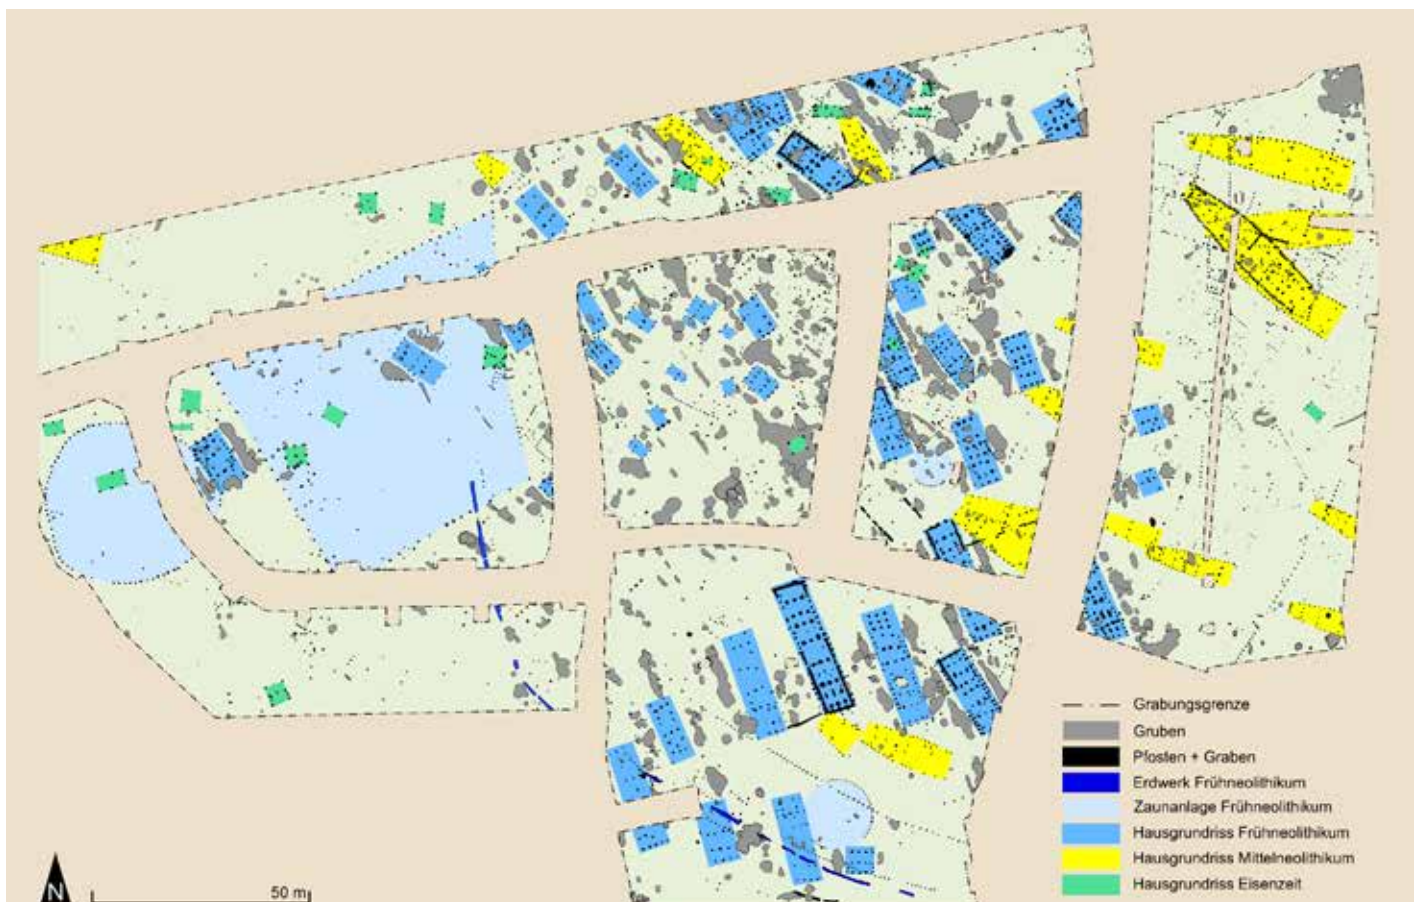 Grabungsgrenze
Gruben
Pfosten + Graben
Erdwerk Frühneolithikum
Zaunanlage Frühneolithikum
Hausgrundriss Frühneolithikum
Hausgrundriss Mittelneolithikum
Hausgrundriss Eisenzeit
N
50 m